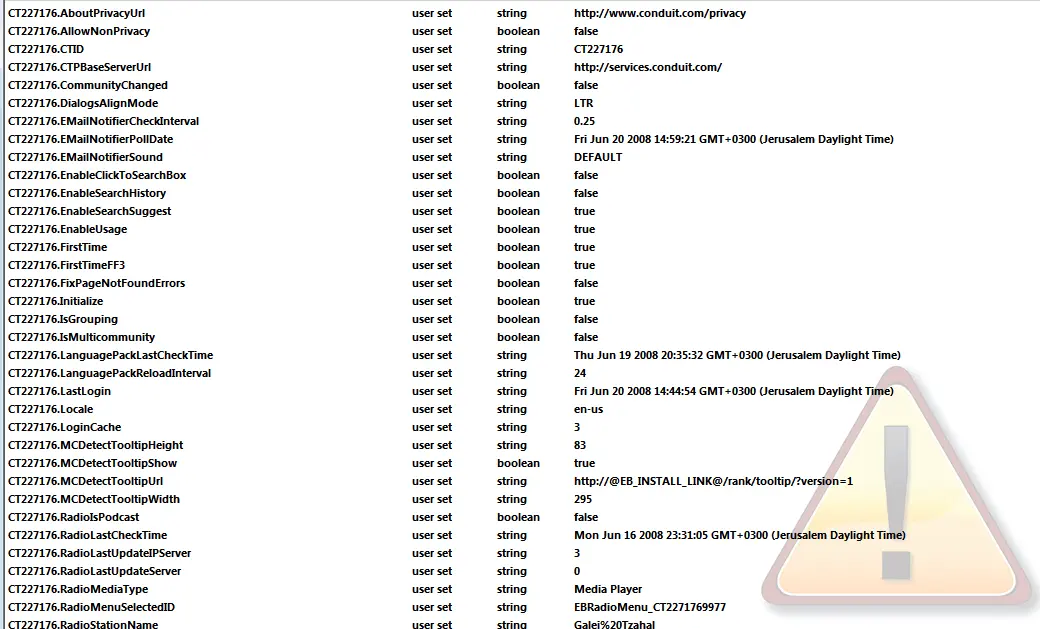 CT227176.AboutPrivacyUrl user set string http://www.conduit.com/privacy
CT227176.AllowNonPrivacy user set boolean false
CT227176.CTID user set string CT227176
CT227176.CTPBaseServerUrl user set string http://services.conduit.com/
CT227176.CommunityChanged user set boolean false
CT227176.DialogsAlignMode user set string LTR
CT227176.EMailNotifierCheckInterval user set string 0.25
CT227176.EMailNotifierPollDate user set string Fri Jun 20 2008 14:59:21 GMT+0300 (Jerusalem Daylight Time)
CT227176.EMailNotifierSound user set string DEFAULT
CT227176.EnableClickToSearchBox user set boolean false
CT227176.EnableSearchHistory user set boolean false
CT227176.EnableSearchSuggest user set boolean true
CT227176.EnableUsage user set boolean true
CT227176.FirstTime user set boolean true
CT227176.FirstTimeFF3 user set boolean true
CT227176.FixPageNotFoundErrors user set boolean false
CT227176.Initialize user set boolean true
CT227176.IsGrouping user set boolean false
CT227176.IsMulticommunity user set boolean false
CT227176.LanguagePackLastCheckTime user set string Thu Jun 19 2008 20:35:32 GMT+0300 (Jerusalem Daylight Time)
CT227176.LanguagePackReloadInterval user set string 24
CT227176.LastLogin user set string Fri Jun 20 2008 14:44:54 GMT+0300 (Jerusalem Daylight Time)
CT227176.Locale user set string en-us
CT227176.LoginCache user set string 3
CT227176.MCDetectTooltipHeight user set string 83
CT227176.MCDetectTooltipShow user set boolean true
CT227176.MCDetectTooltipUrl user set string http://@EB_INSTALL_LINK@/rank/tooltip/?version=1
CT227176.MCDetectTooltipWidth user set string 295
CT227176.RadioIsPodcast user set boolean false
CT227176.RadioLastCheckTime user set string Mon Jun 16 2008 23:31:05 GMT+0300 (Jerusalem Daylight Time)
CT227176.RadioLastUpdateIPServer user set string 3
CT227176.RadioLastUpdateServer user set string 0
CT227176.RadioMediaType user set string Media Player
CT227176.RadioMenuSelectedID user set string EBRadioMenu_CT2271769977
CT227176.RadioStationName user set string Galei%20Tzahal